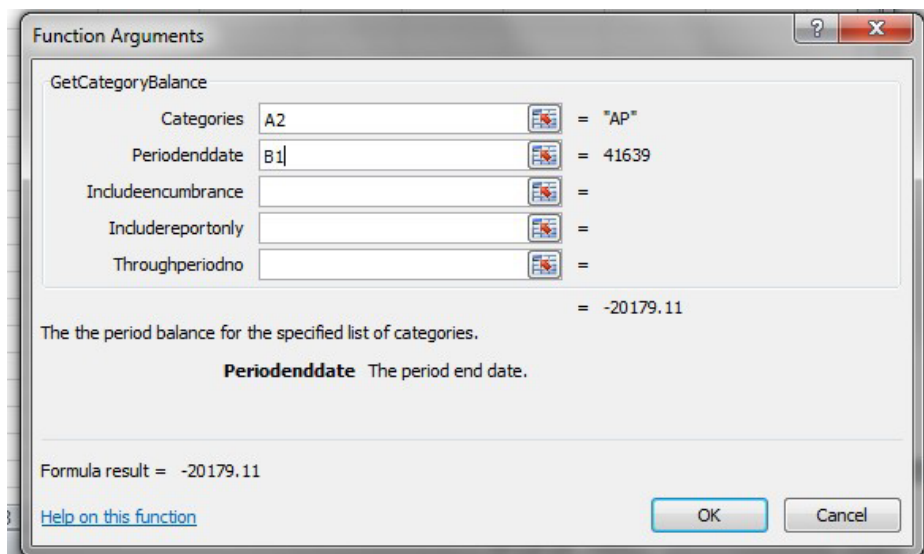 Function Arguments
GetCategoryBalance
Categories A2 = "AP"
Periodenddate B1 = 41639
Includeencumbrance =
Includereportonly =
Throughperiodno =
= -20179.11
The the period balance for the specified list of categories.
Periodenddate The period end date.
Formula result = -20179.11
Help on this function OK Cancel